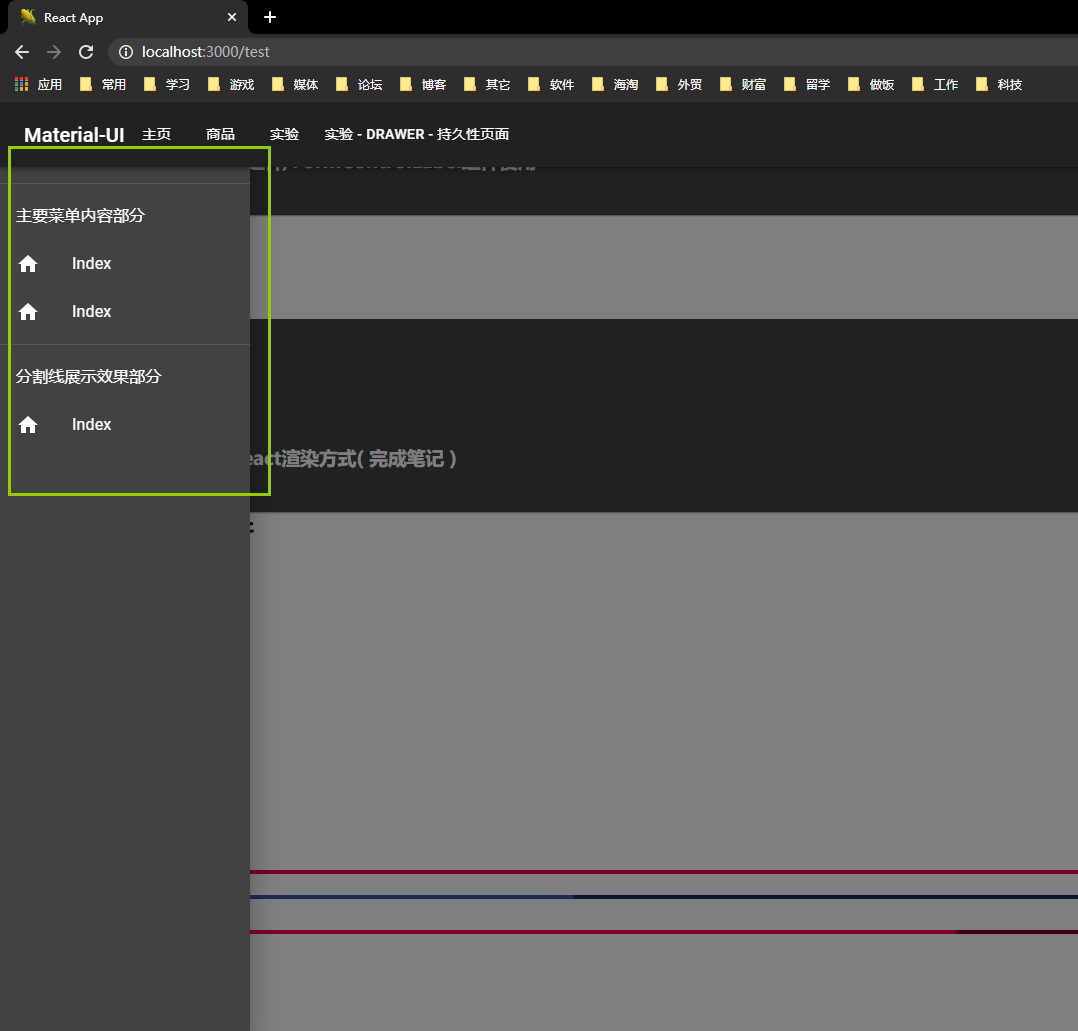 React App
localhost:3000/test
应用 常用 学习 游戏 媒体 论坛 博客 其它 软件 海淘 外贸 财富 留学 做饭 工作 科技
Material-UI 主页 商品 实验 实验 - DRAWER - 持久性页面
主要菜单内容部分
Index
Index
分割线展示效果部分
Index
eact渲染方式( 完成笔记 )
: